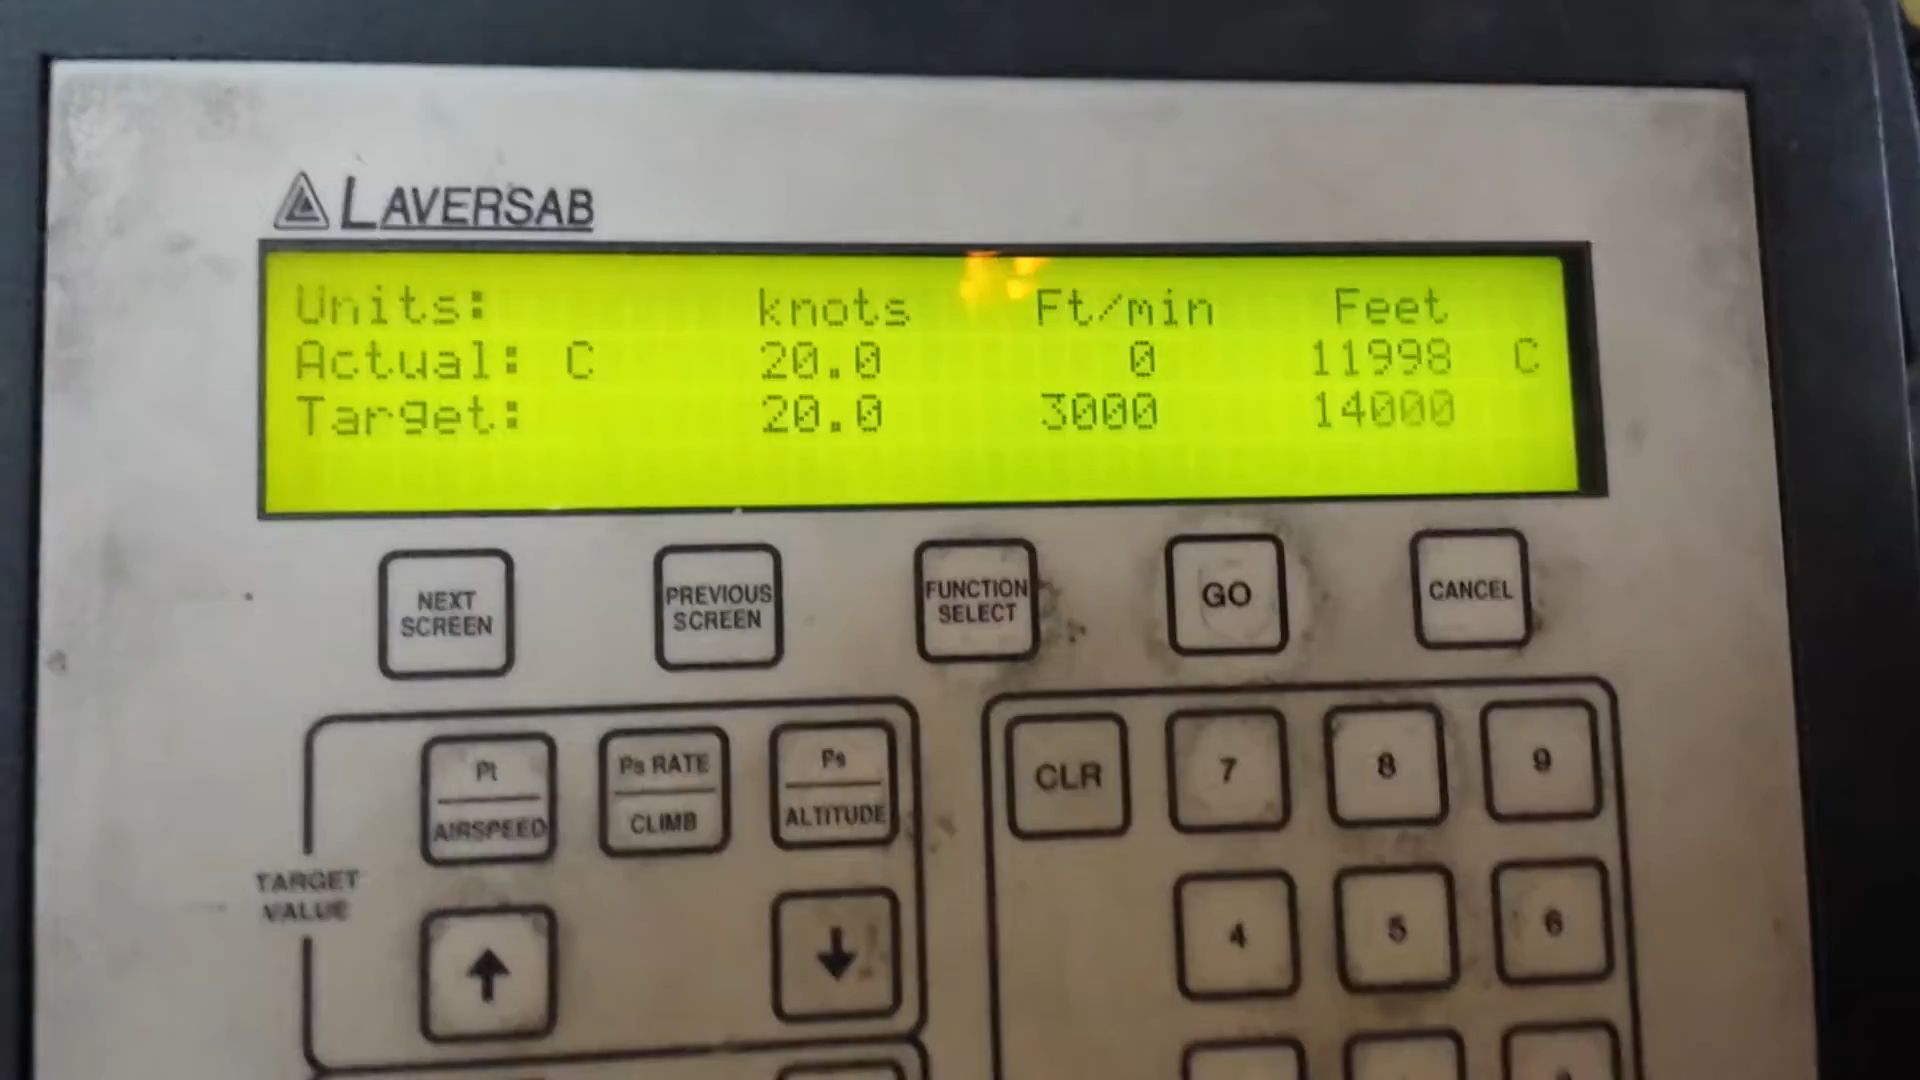 LAVERSAB
Units: knots Ft/min Feet
Actual: C 20.0 0 11998 C
Target: 20.0 3000 14000
NEXT SCREEN
PREVIOUS SCREEN
FUNCTION SELECT
GO
CANCEL
Pt
AIRSPEED
Ps RATE
CLIMB
Ps
ALTITUDE
CLR
7
8
9
TARGET
VALUE
↑
↓
4
5
6